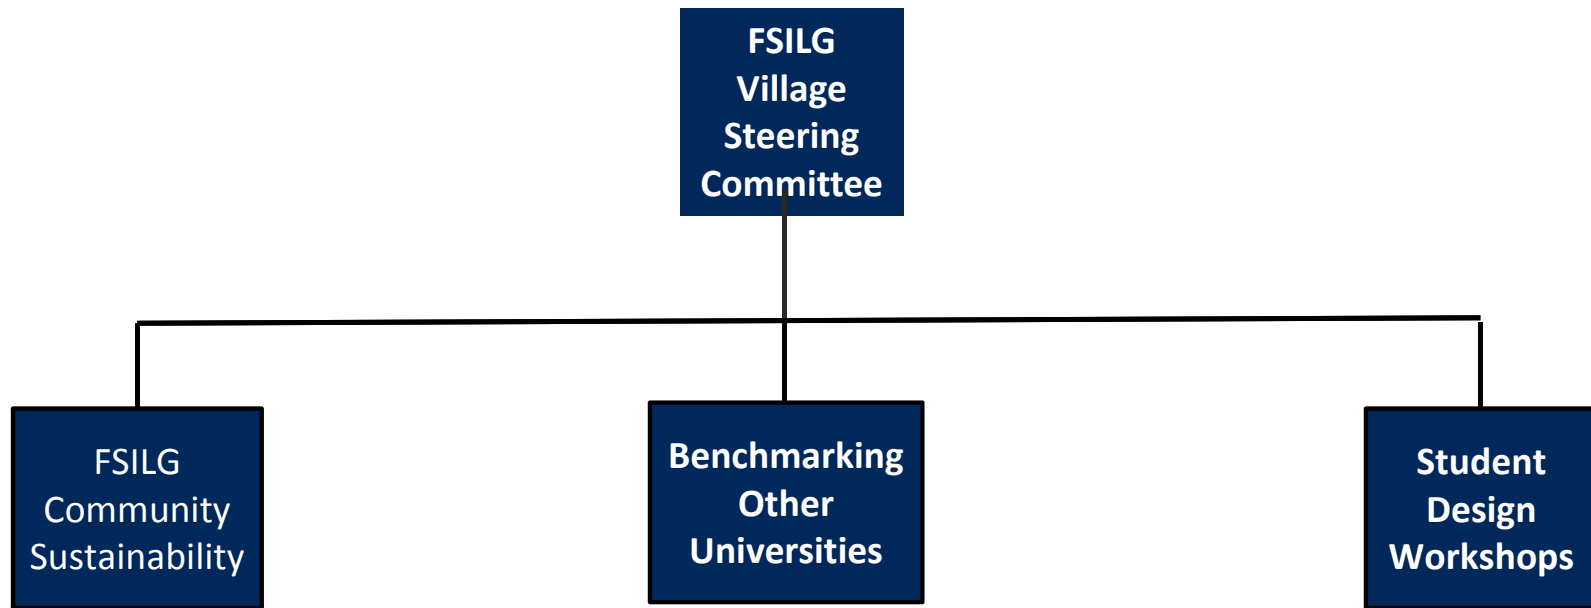 FSILG
Village
Steering
Committee
FSILG
Community
Sustainability
Benchmarking
Other
Universities
Student
Design
Workshops